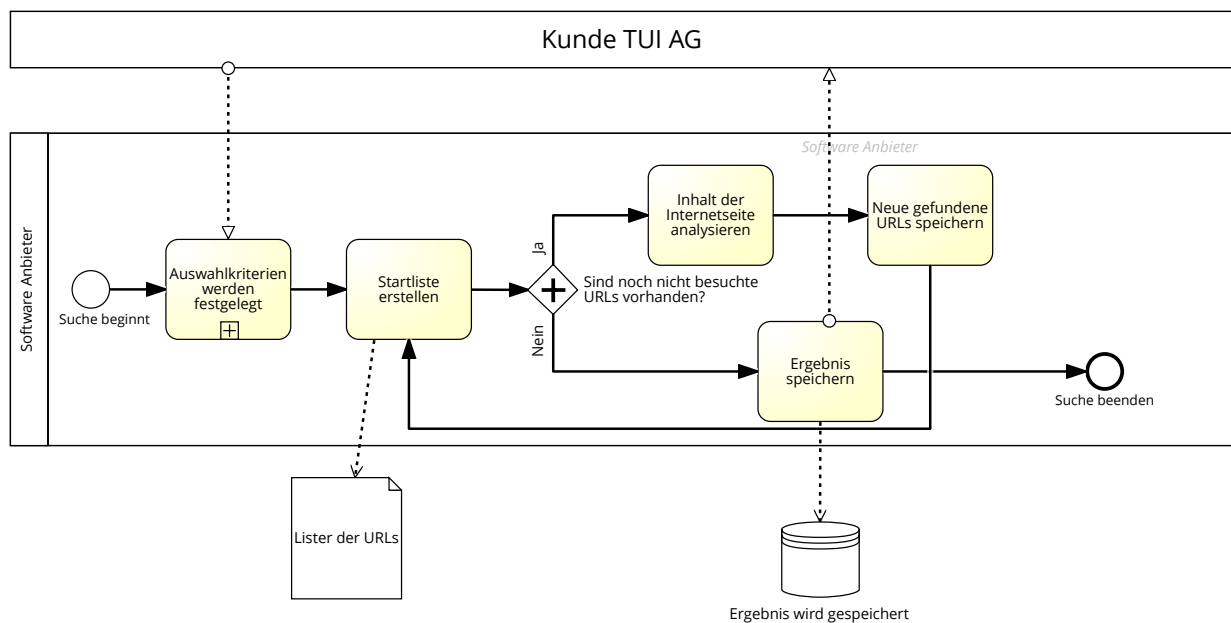 Kunde TUI AG
Software Anbieter
Software Anbieter
Suche beginnt
Auswahlkriterien
werden
festgelegt
Startliste
erstellen
Ja
Nein
Sind noch nicht besuchte
URLs vorhanden?
Inhalt der
Internetseite
analysieren
Neue gefundene
URLs speichern
Ergebnis
speichern
Suche beenden
Lister der URLs
Ergebnis wird gespeichert